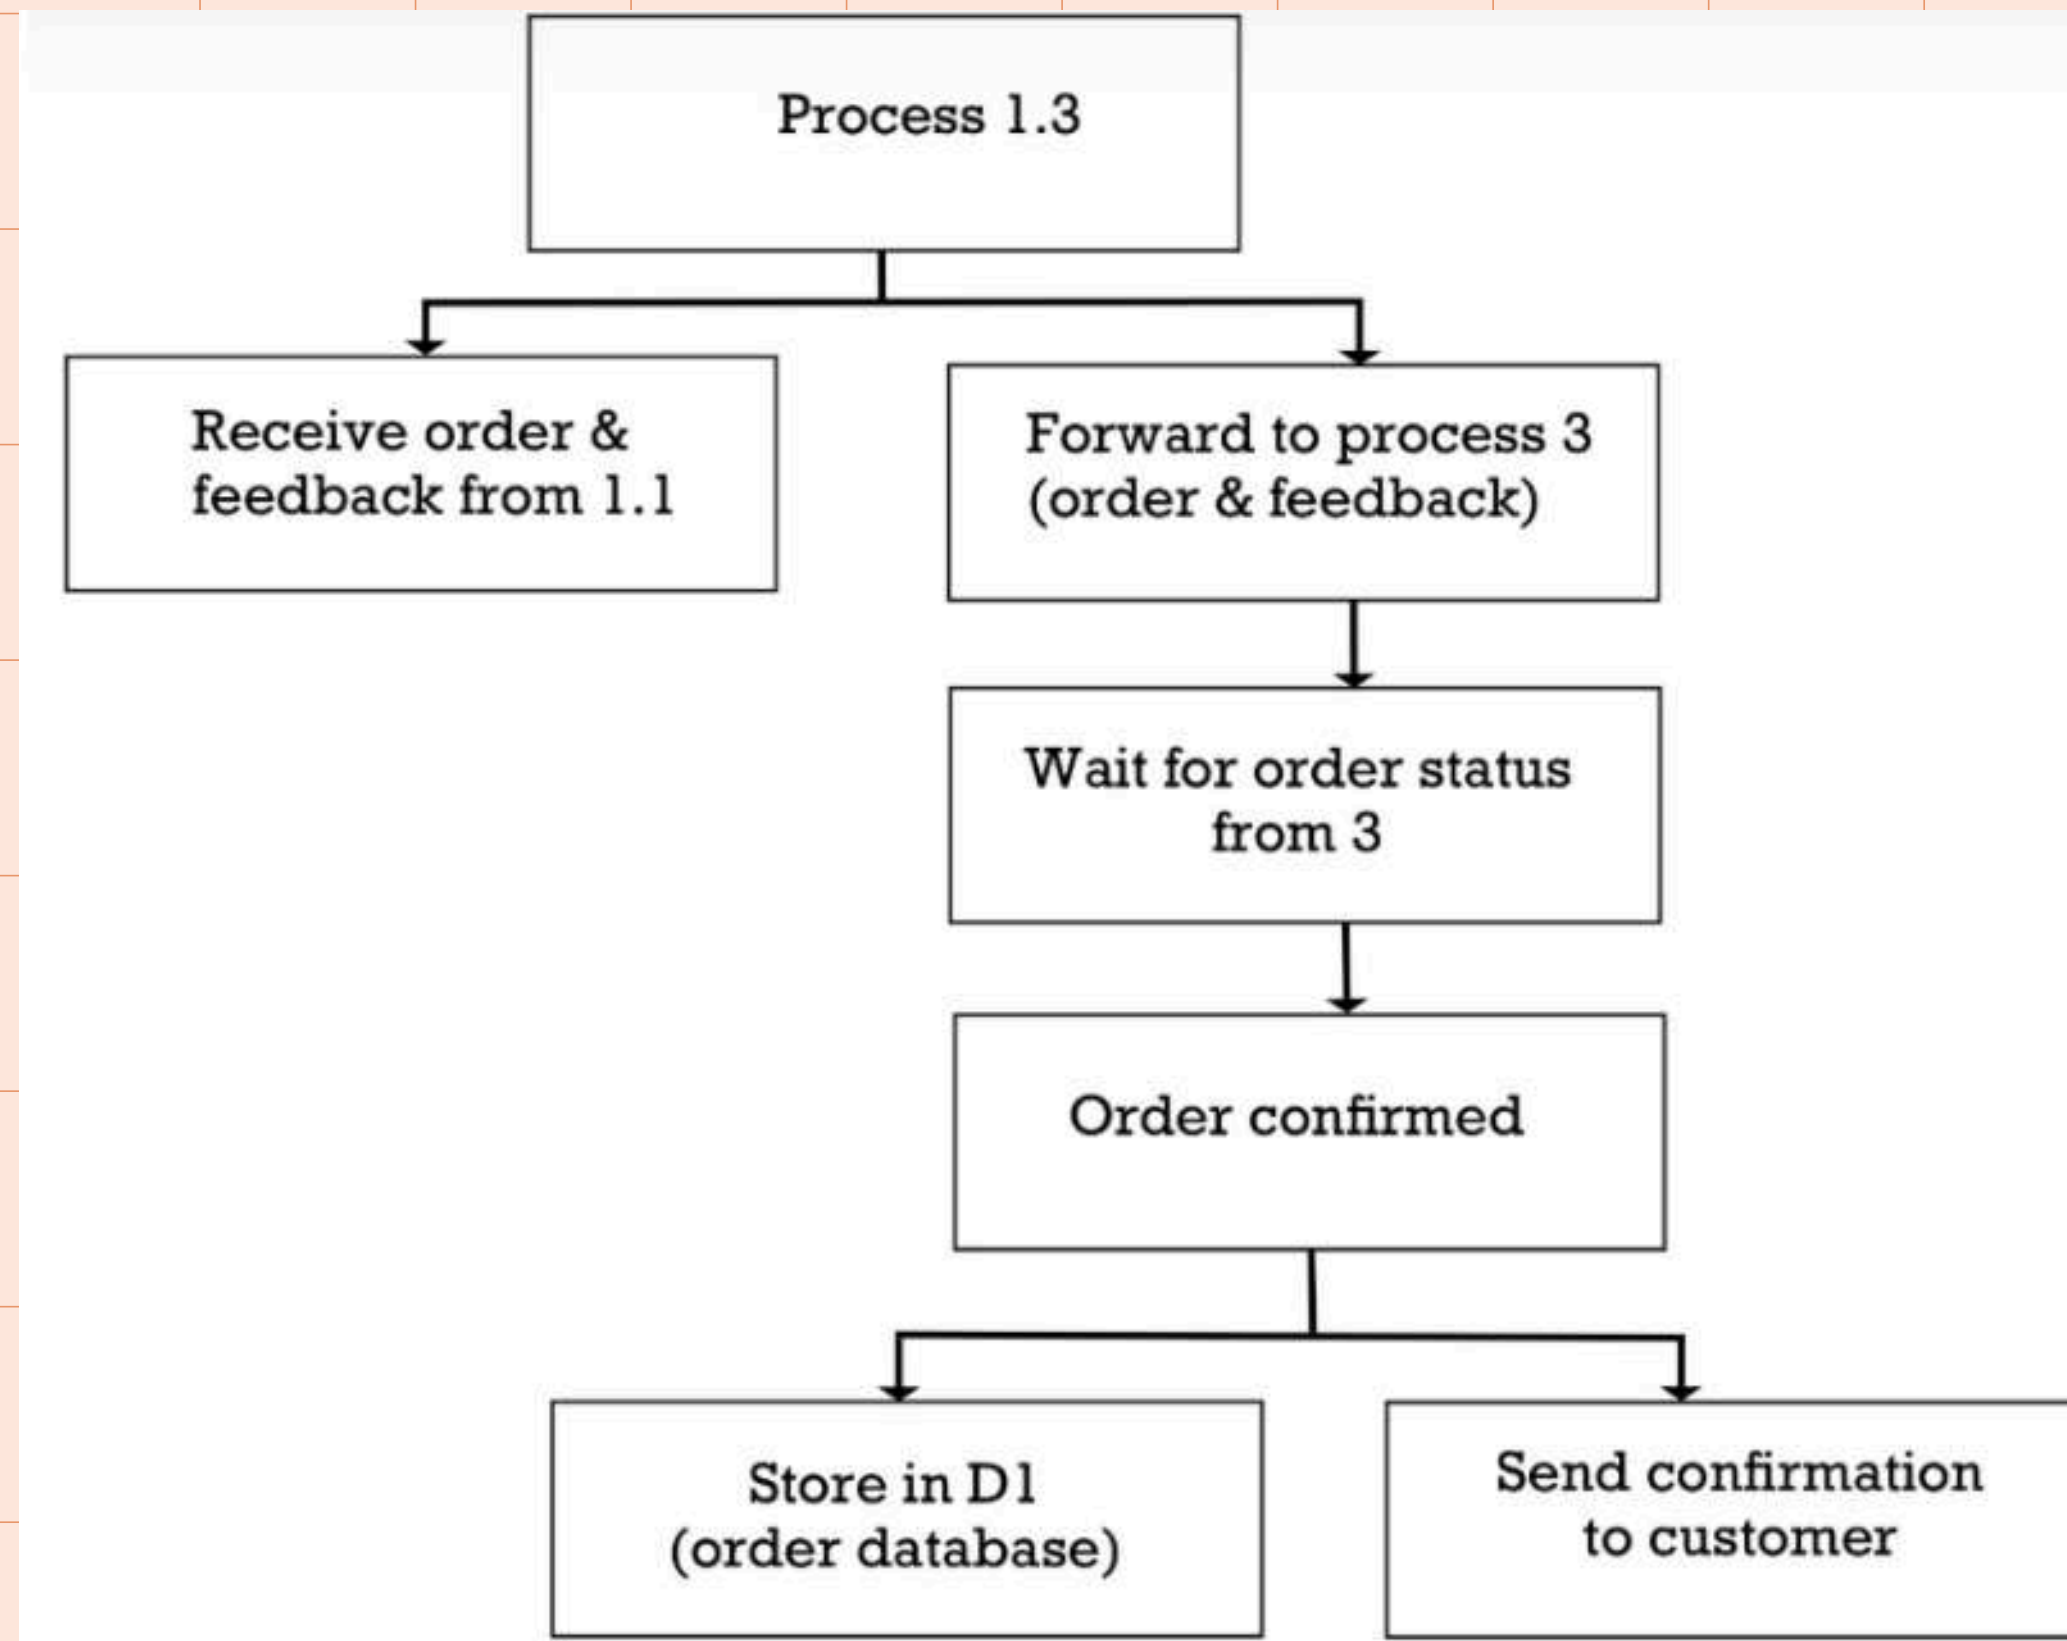 Process 1.3
Receive order &
feedback from 1.1
Forward to process 3
(order & feedback)
Wait for order status
from 3
Order confirmed
Store in D1
(order database)
Send confirmation
to customer